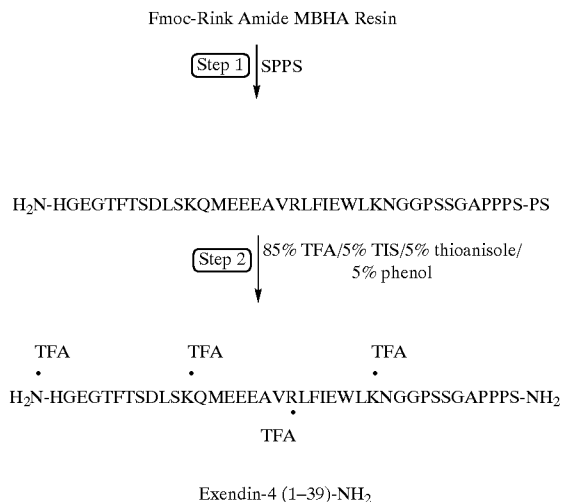 Fmoc-Rink Amide MBHA Resin
Step 1 SPPS
H₂N-HGEGTFTSDLSKQMEEEAVRLFIEWLKNGGPSSGAPPPS-PS
Step 2 85% TFA/5% TIS/5% thioanisole/
5% phenol
TFA TFA TFA
H₂N-HGEGTFTSDLSKQMEEEAVRLFIEWLKNGGPSSGAPPPS-NH₂
TFA
Exendin-4 (1–39)-NH₂